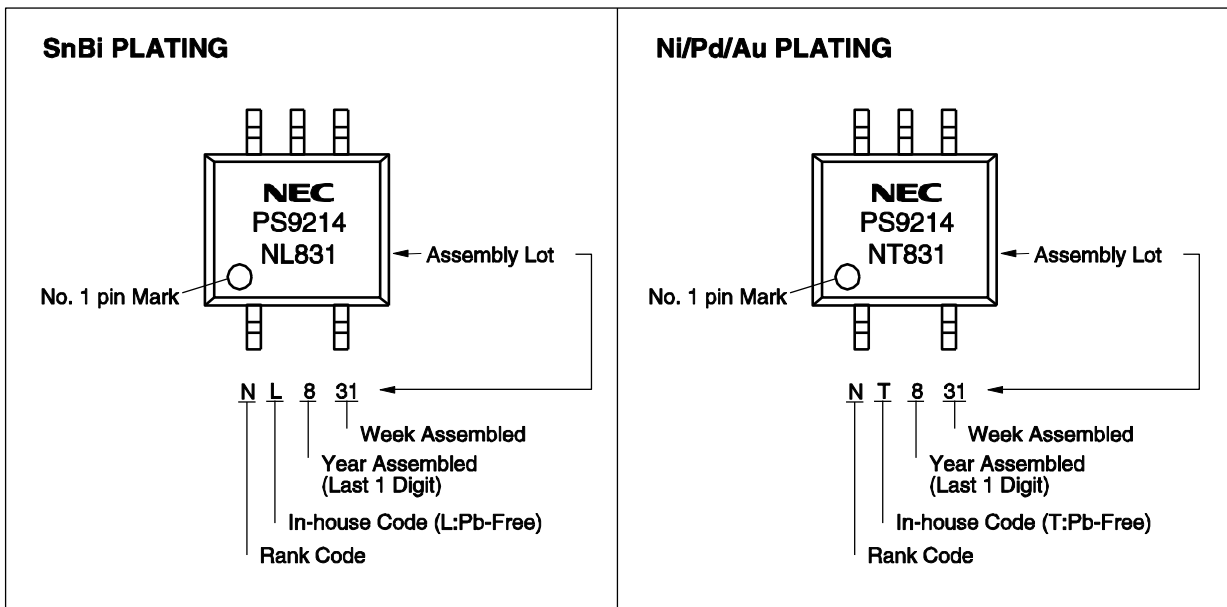 SnBi PLATING
NEC
PS9214
NL831
Assembly Lot
No. 1 pin Mark
N L 8 31
Week Assembled
Year Assembled
(Last 1 Digit)
In-house Code (L:Pb-Free)
Rank Code
Ni/Pd/Au PLATING
NEC
PS9214
NT831
Assembly Lot
No. 1 pin Mark
N T 8 31
Week Assembled
Year Assembled
(Last 1 Digit)
In-house Code (T:Pb-Free)
Rank Code